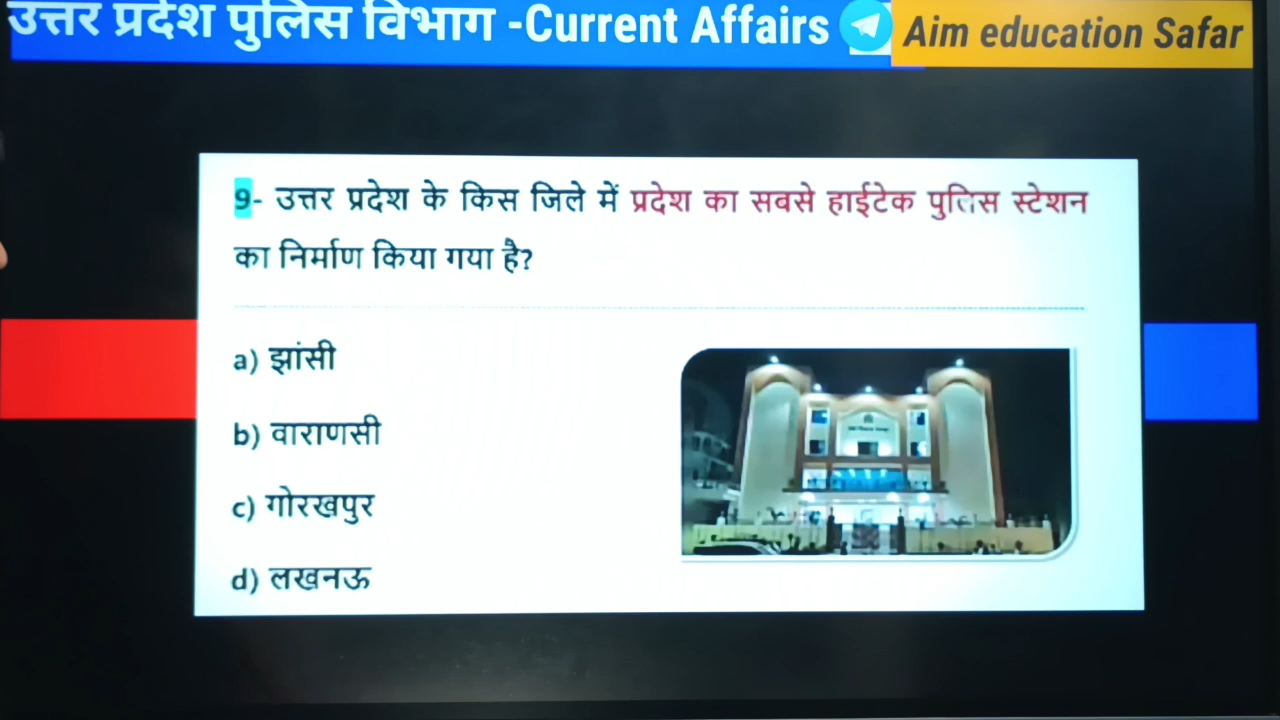 उत्तर प्रदेश पुलिस विभाग -Current Affairs
Aim education Safar
9- उत्तर प्रदेश के किस जिले में प्रदेश का सबसे हाईटेक पुलिस स्टेशन
का निर्माण किया गया है?
a) झांसी
b) वाराणसी
c) गोरखपुर
d) लखनऊ